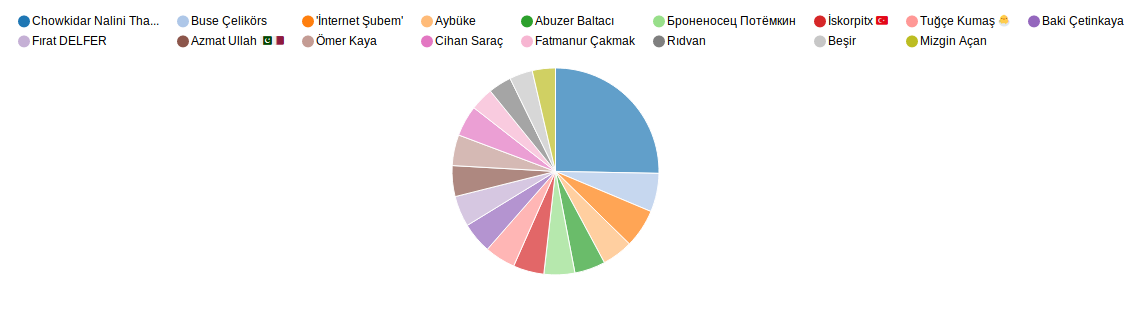 Chowkidar Nalini Tha... Buse Çelikörs 'İnternet Şubem' Aybüke Abuzer Baltacı Броненосец Потёмкин İskorpitx 🇹🇷 Tuğçe Kumaş 🐣 Baki Çetinkaya
Fırat DELFER Azmat Ullah 🇵🇰 🇶🇦 Ömer Kaya Cihan Saraç Fatmanur Çakmak Rıdvan Beşir Mizgin Açan